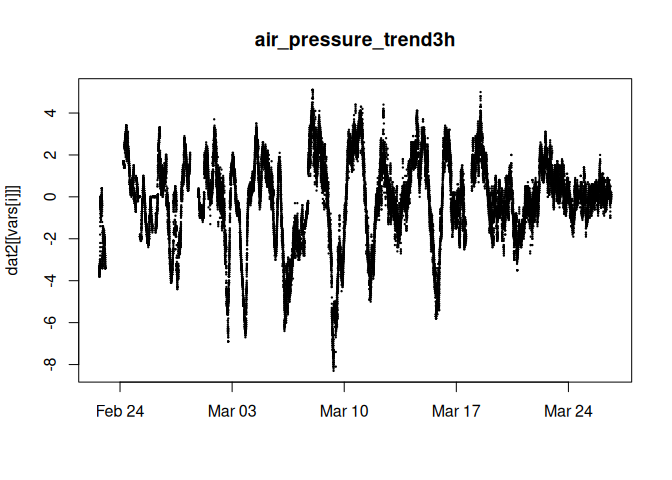 air_pressure_trend3h
dat2[[vars[i]]]
4
2
0
-2
-4
-6
-8
Feb 24
Mar 03
Mar 10
Mar 17
Mar 24